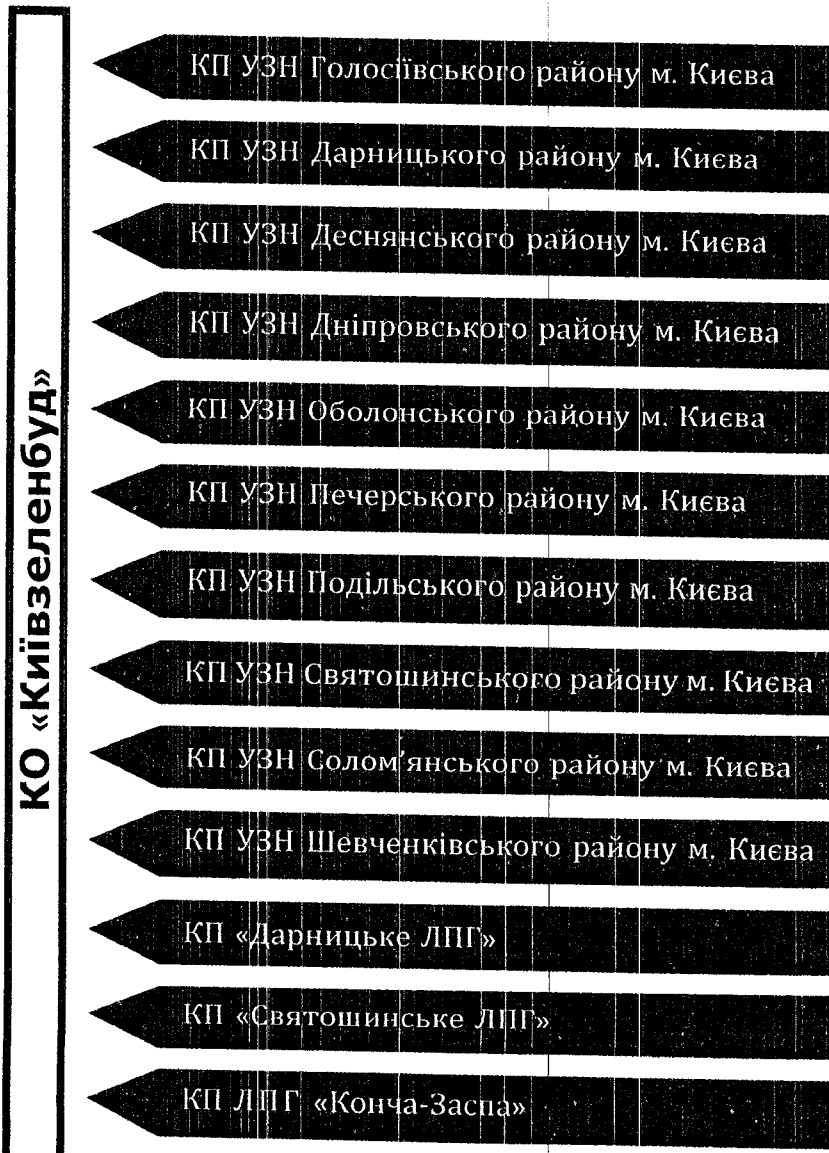 КО «Київзеленбуд»
КП УЗН Голосіївського району м. Києва
КП УЗН Дарницького району м. Києва
КП УЗН Деснянського району м. Києва
КП УЗН Дніпровського району м. Києва
КП УЗН Оболонського району м. Києва
КП УЗН Печерського району м. Києва
КП УЗН Подільського району м. Києва
КП УЗН Святошинського району м. Києва
КП УЗН Солом’янського району м. Києва
КП УЗН Шевченківського району м. Києва
КП «Дарницьке ЛПГ»
КП «Святошинське ЛПГ»
КП ЛПГ «Конча-Заспа»